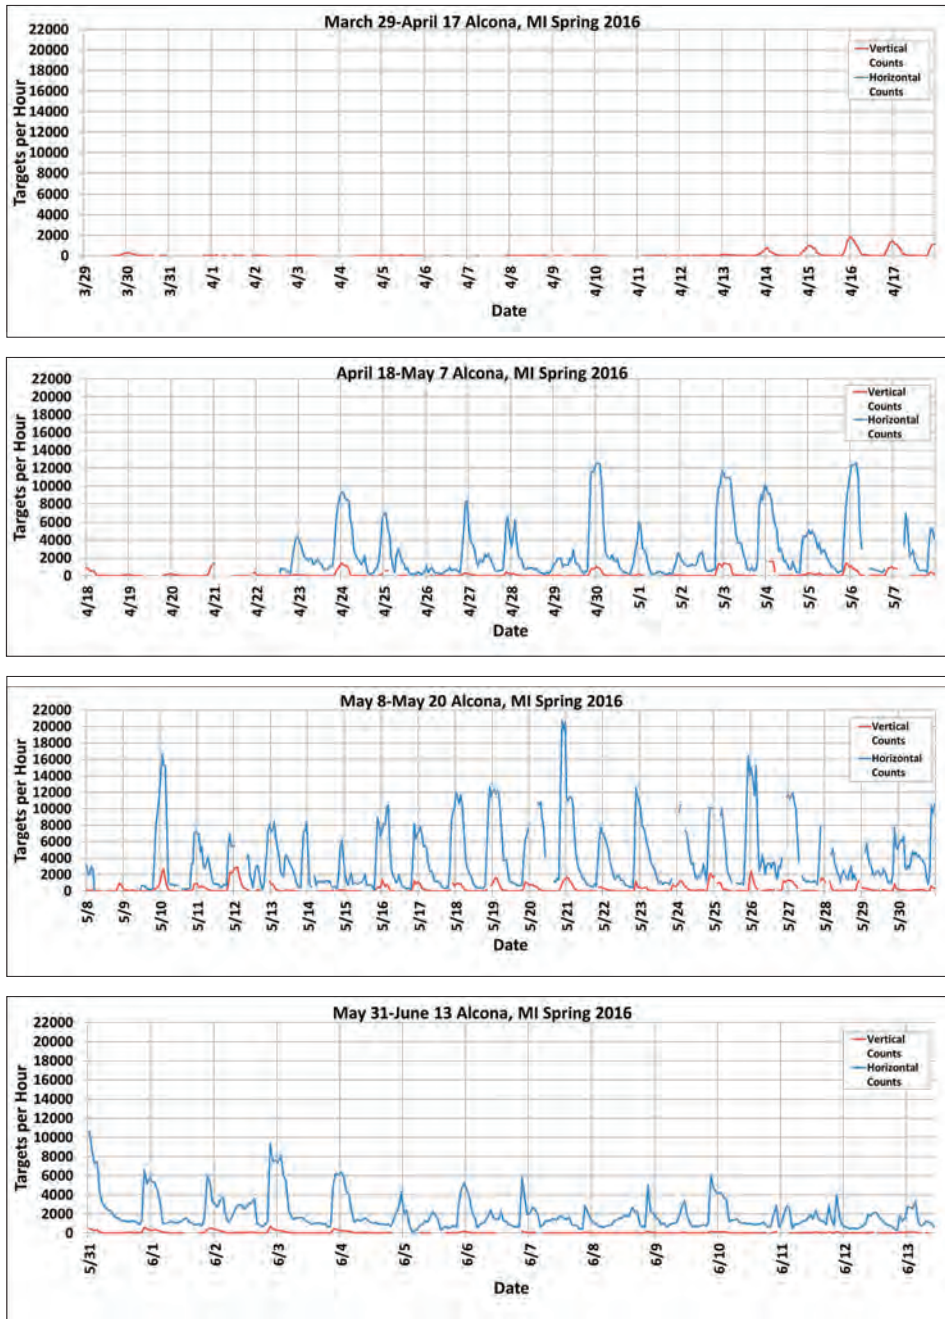 March 29-April 17 Alcona, MI Spring 2016
Targets per Hour
22000
20000
18000
16000
14000
12000
10000
8000
6000
4000
2000
0
Vertical Counts
Horizontal Counts
3/29 3/30 3/31 4/1 4/2 4/3 4/4 4/5 4/6 4/7 4/8 4/9 4/10 4/11 4/12 4/13 4/14 4/15 4/16 4/17
Date
April 18-May 7 Alcona, MI Spring 2016
Targets per Hour
22000
20000
18000
16000
14000
12000
10000
8000
6000
4000
2000
0
Vertical Counts
Horizontal Counts
4/18 4/19 4/20 4/21 4/22 4/23 4/24 4/25 4/26 4/27 4/28 4/29 4/30 5/1 5/2 5/3 5/4 5/5 5/6 5/7
Date
May 8-May 20 Alcona, MI Spring 2016
Targets per Hour
22000
20000
18000
16000
14000
12000
10000
8000
6000
4000
2000
0
Vertical Counts
Horizontal Counts
5/8 5/9 5/10 5/11 5/12 5/13 5/14 5/15 5/16 5/17 5/18 5/19 5/20 5/21 5/22 5/23 5/24 5/25 5/26 5/27 5/28 5/29 5/30
Date
May 31-June 13 Alcona, MI Spring 2016
Targets per Hour
22000
20000
18000
16000
14000
12000
10000
8000
6000
4000
2000
0
Vertical Counts
Horizontal Counts
5/31 6/1 6/2 6/3 6/4 6/5 6/6 6/7 6/8 6/9 6/10 6/11 6/12 6/13
Date